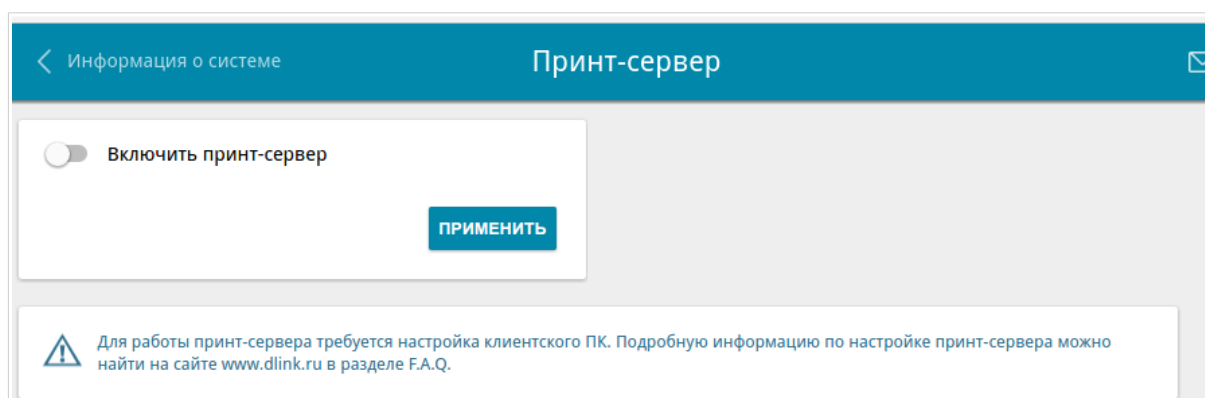 Информация о системе
Принт-сервер
Включить принт-сервер
ПРИМЕНИТЬ
Для работы принт-сервера требуется настройка клиентского ПК. Подробную информацию по настройке принт-сервера можно
найти на сайте www.dlink.ru в разделе F.A.Q.